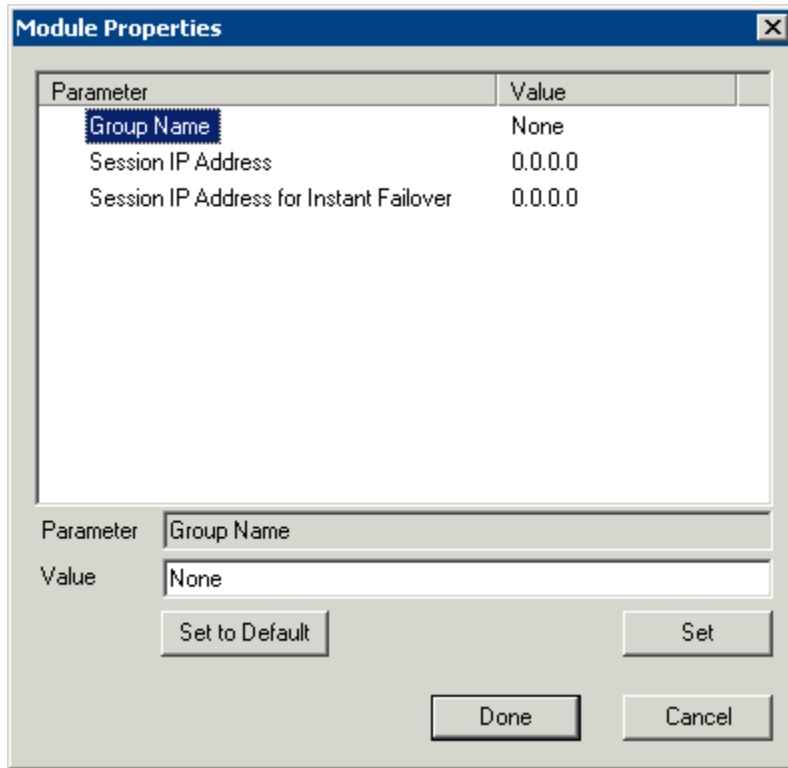 Module Properties
Parameter Value
Group Name None
Session IP Address 0.0.0.0
Session IP Address for Instant Failover 0.0.0.0
Parameter Group Name
Value None
Set to Default Set
Done Cancel